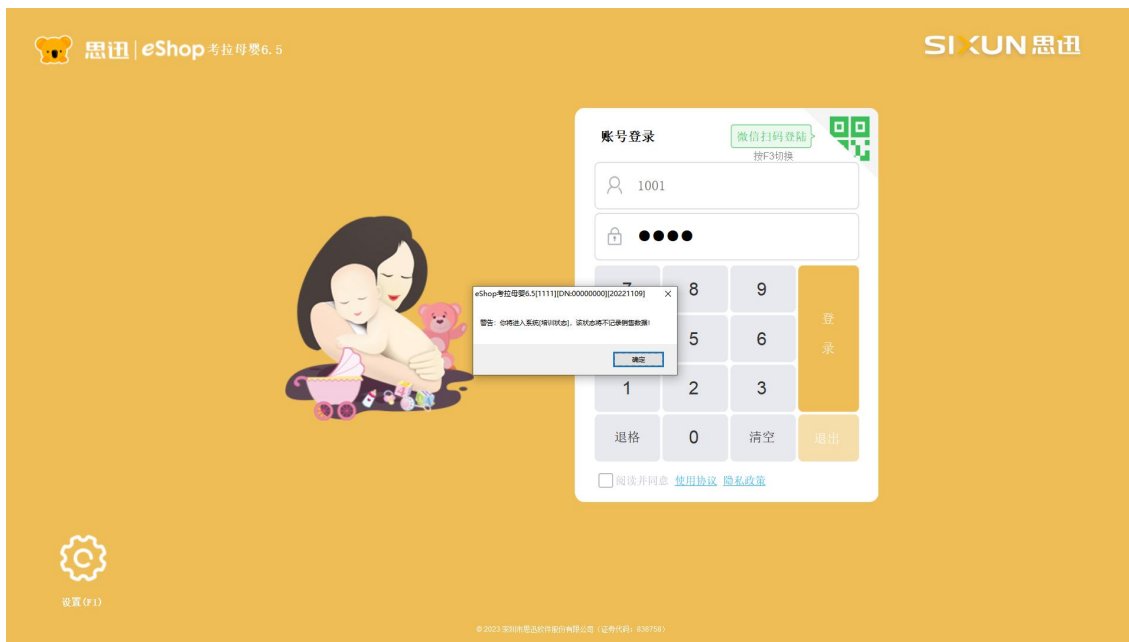 思迅 | eShop 考拉母婴6.5
SIXUN 思迅
账号登录
微信扫码登陆
按F3切换
1001
eShop考拉母婴6.5[1111][DN:00000000][20221109]
警告：你将进入系统[培训状态]，该状态将不记录销售数据!
确定
8
9
登录
5
6
1
2
3
退格
0
清空
退出
阅读并同意 使用协议 隐私政策
设置(F1)
© 2023 深圳市思迅软件股份有限公司（证券代码：838758）